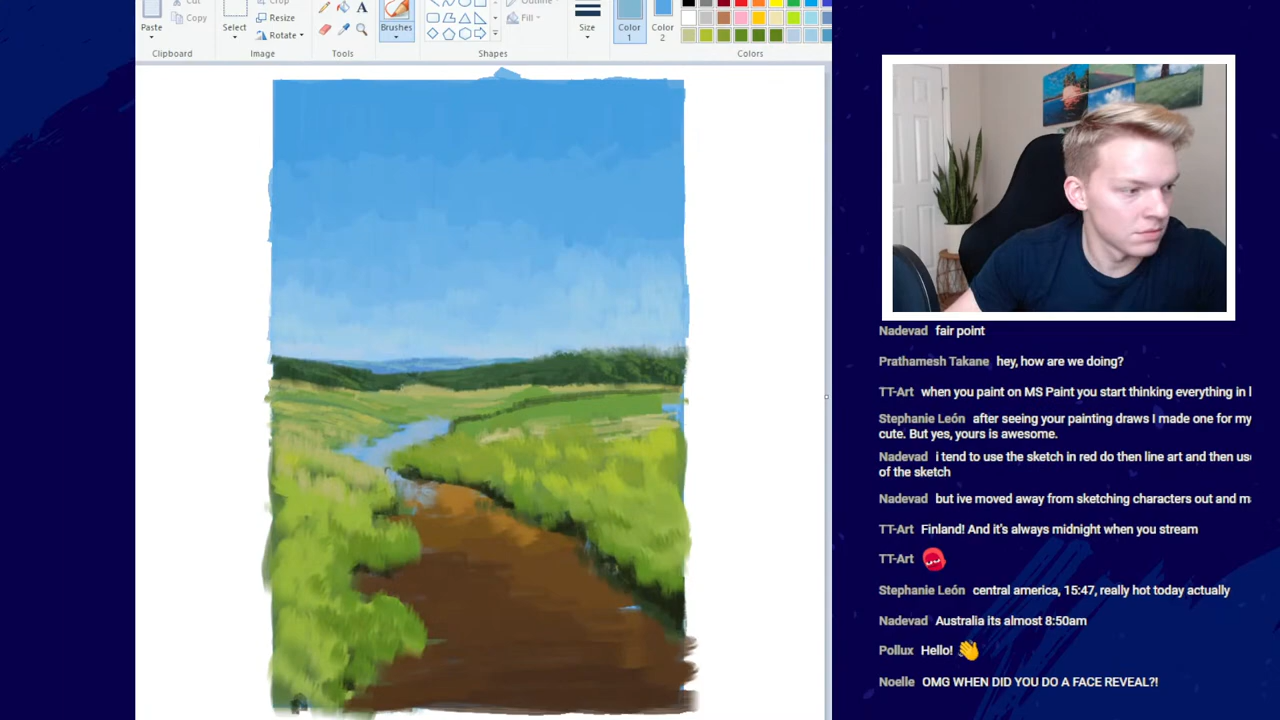 Cut
Copy
Paste
Clipboard
Crop
Resize
Rotate
Select
Image
A
Tools
Brushes
Outline
Fill
Shapes
Size
Color
1
Color
2
Colors
Nadevad fair point
Prathamesh Takane hey, how are we doing?
TT-Art when you paint on MS Paint you start thinking everything in
Stephanie León after seeing your painting draws I made one for my
cute. But yes, yours is awesome.
Nadevad i tend to use the sketch in red do then line art and then
of the sketch
Nadevad but ive moved away from sketching characters out and
TT-Art Finland! And it's always midnight when you stream
TT-Art
Stephanie León central america, 15:47, really hot today actually
Nadevad Australia its almost 8:50am
Pollux Hello! 👋
Noelle OMG WHEN DID YOU DO A FACE REVEAL?!